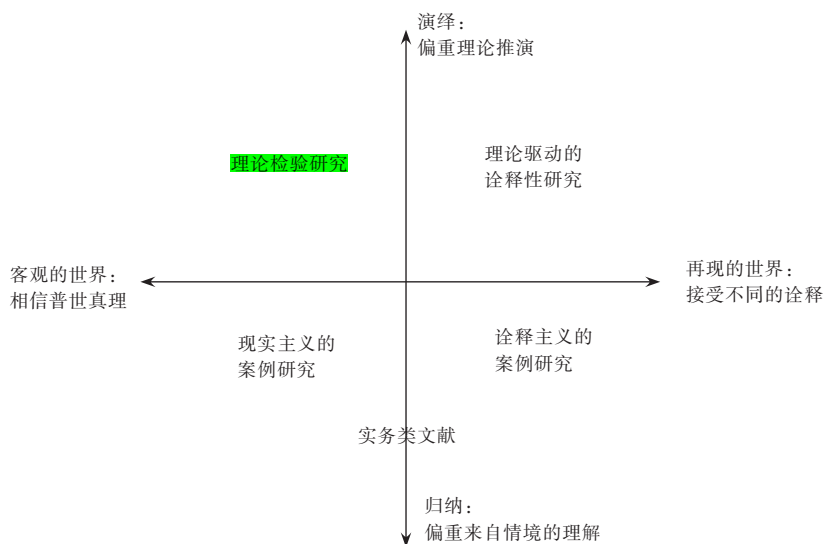 演绎：
偏重理论推演
理论检验研究
理论驱动的
诠释性研究
客观的世界：
相信普世真理
再现的世界：
接受不同的诠释
现实主义的
案例研究
诠释主义的
案例研究
实务类文献
归纳：
偏重来自情境的理解